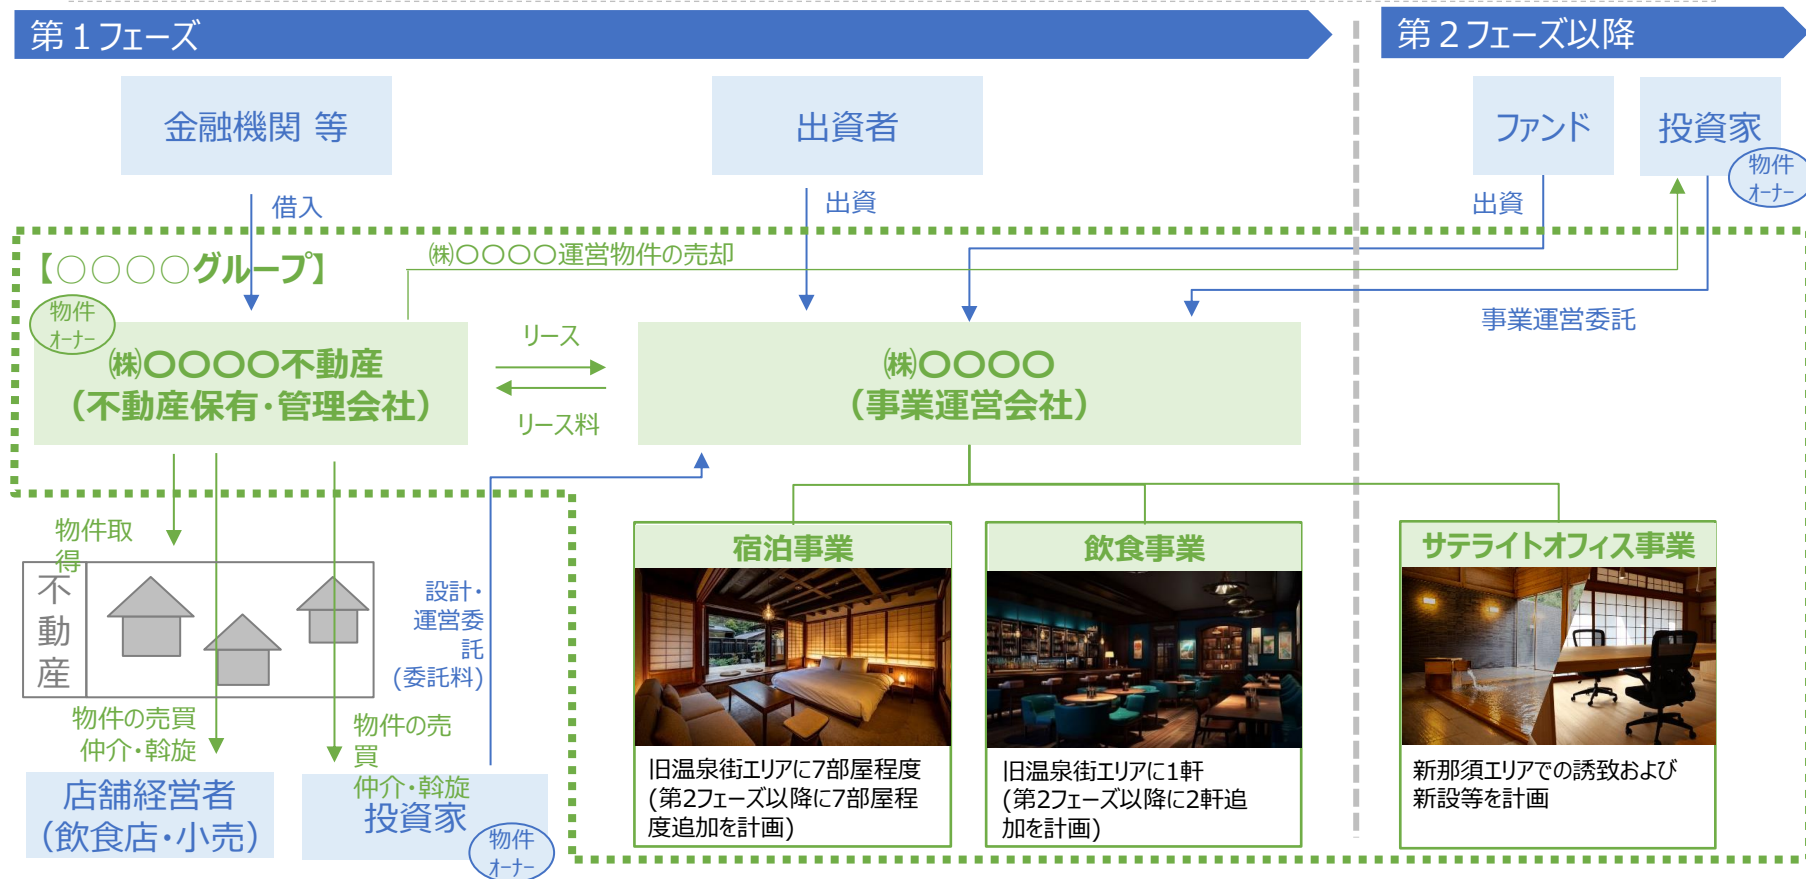 第１フェーズ
第２フェーズ以降
金融機関 等
出資者
ファンド
投資家
物件
オーナー
借入
出資
出資
【○○○○グループ】
㈱〇〇〇〇運営物件の売却
物件
オーナー
㈱〇〇〇〇不動産
（不動産保有・管理会社）
リース
リース料
㈱〇〇〇〇
（事業運営会社）
事業運営委託
物件取
得
不
動
産
設計・
運営委
託
(委託料)
物件の売買
仲介・斡旋
物件の売
買
仲介・斡旋
店舗経営者
（飲食店・小売）
投資家
物件
オーナー
宿泊事業
旧温泉街エリアに7部屋程度
(第2フェーズ以降に7部屋程
度追加を計画)
飲食事業
旧温泉街エリアに1軒
(第2フェーズ以降に2軒追
加を計画)
サテライトオフィス事業
新那須エリアでの誘致および
新設等を計画